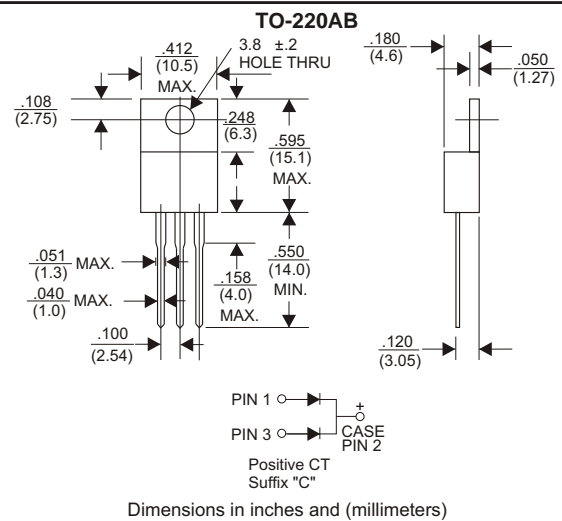 TO-220AB
.412
(10.5)
MAX.
3.8 ±.2
HOLE THRU
.180
(4.6)
.050
(1.27)
.108
(2.75)
.248
(6.3)
.595
(15.1)
MAX.
.051
(1.3) MAX.
.040
(1.0) MAX.
.158
(4.0)
MAX.
.550
(14.0)
MIN.
.100
(2.54)
.120
(3.05)
PIN 1
+
PIN 3
CASE
PIN 2
Positive CT
Suffix "C"
Dimensions in inches and (millimeters)